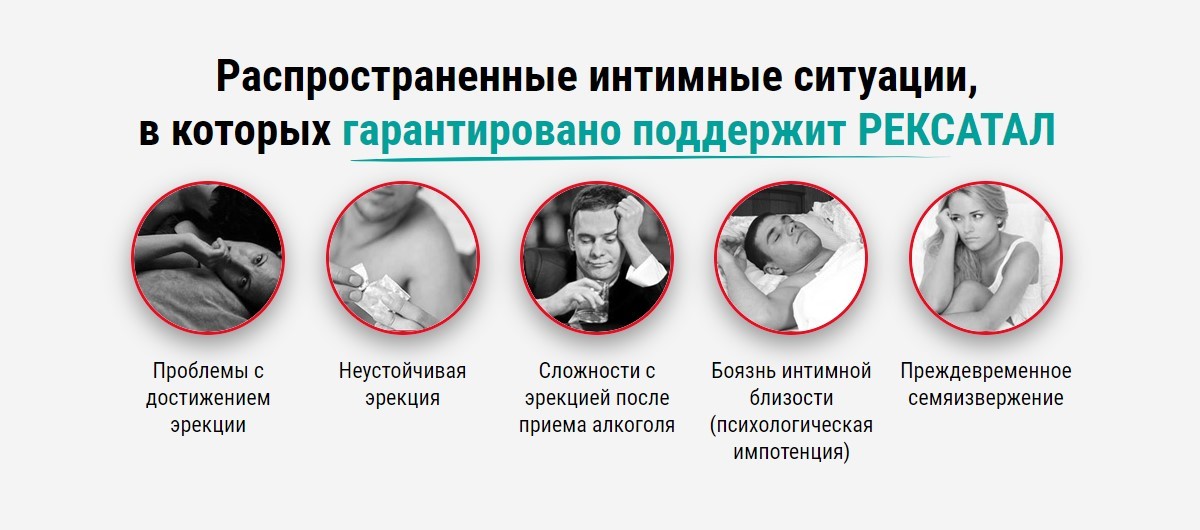 Распространенные интимные ситуации,
в которых гарантировано поддержит РЕКСАТАЛ
Проблемы с
достижением
эрекции
Неустойчивая
эрекция
Сложности с
эрекцией после
приема алкоголя
Боязнь интимной
близости
(психологическая
импотенция)
Преждевременное
семяизвержение